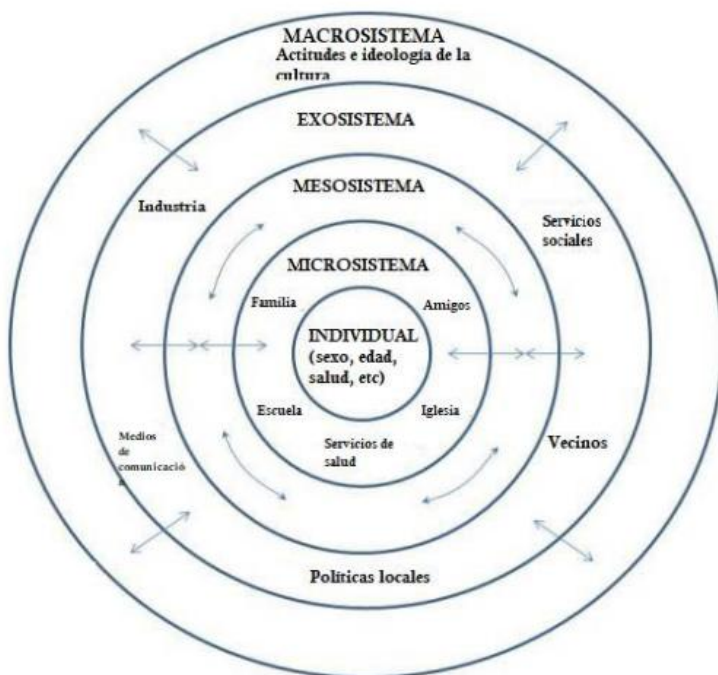 MACROSISTEMA
Actitudes e ideología de la
cultura
EXOSISTEMA
MESOSISTEMA
Industria
Servicios
sociales
MICROSISTEMA
Familia
Amigos
INDIVIDUAL
(sexo, edad,
salud, etc)
Escuela
Iglesia
Servicios de
salud
Medios
de
comunicació
n
Vecinos
Políticas locales